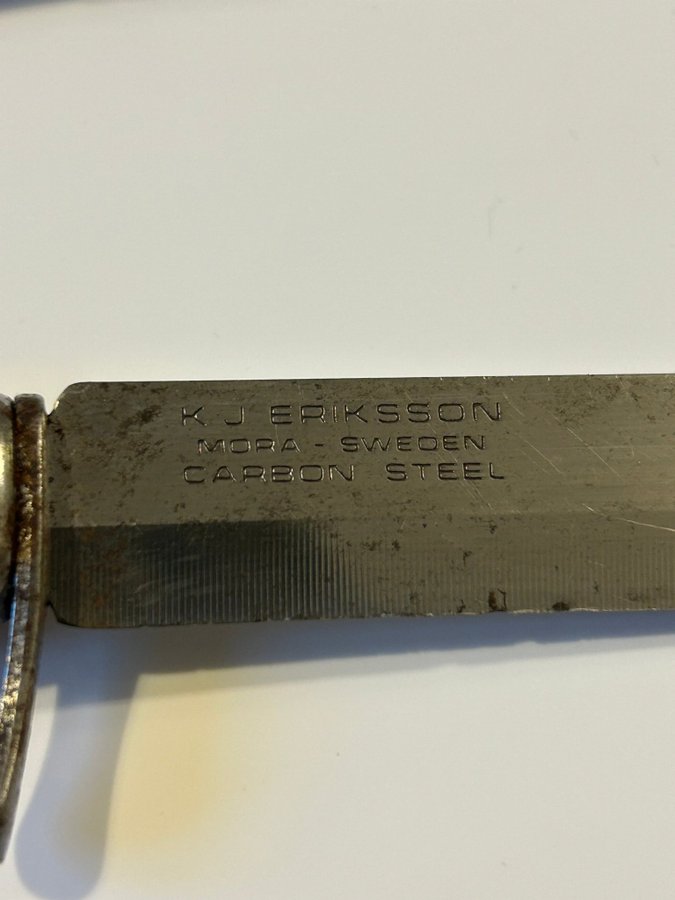 K J ERIKSSON
MORA - SWEDEN
CARBON STEEL